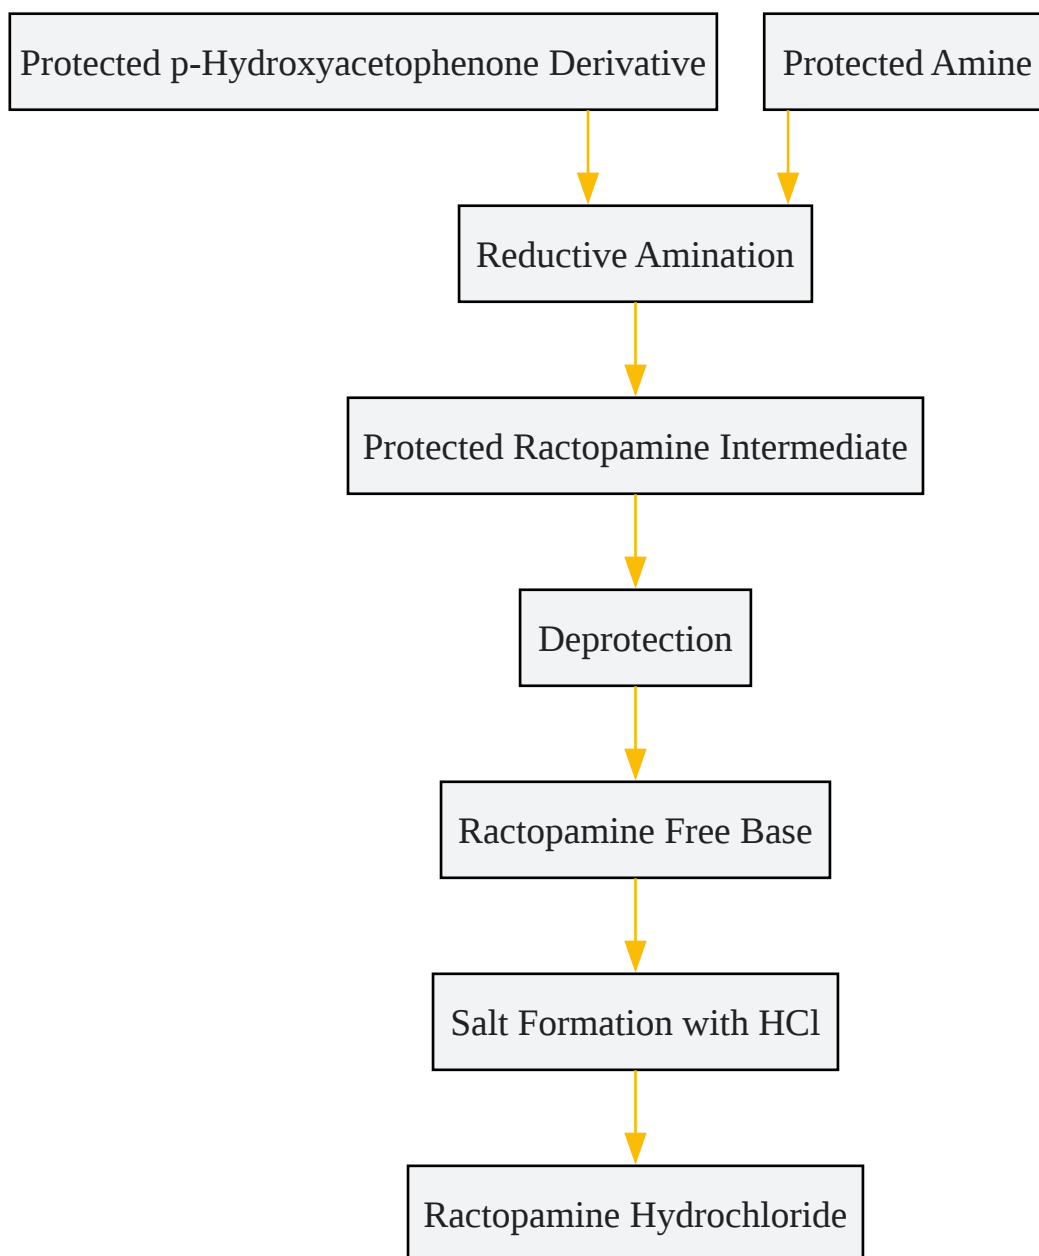 Protected p-Hydroxyacetophenone Derivative
Protected Amine
Reductive Amination
Protected Ractopamine Intermediate
Deprotection
Ractopamine Free Base
Salt Formation with HCl
Ractopamine Hydrochloride